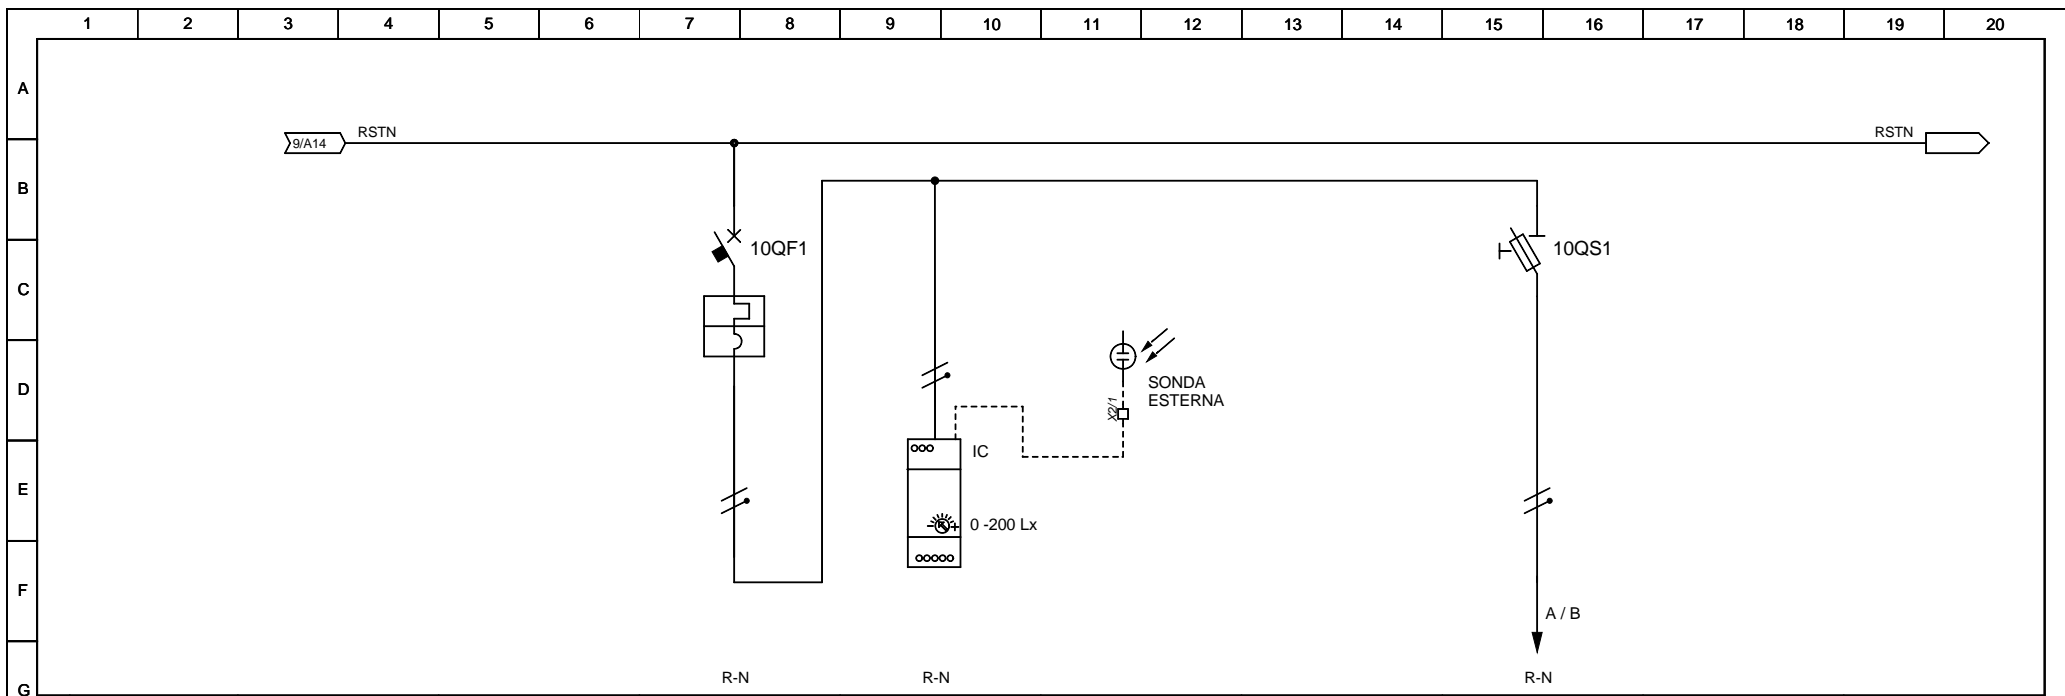 1 2 3 4 5 6 7 8 9 10 11 12 13 14 15 16 17 18 19 20
A
RSTN RSTN
9/A14
B
10QF1 10QS1
C
D
SONDA
ESTERNA
X2/1
IC
E
- + 0 -200 Lx
F
A / B
R-N R-N R-N
G